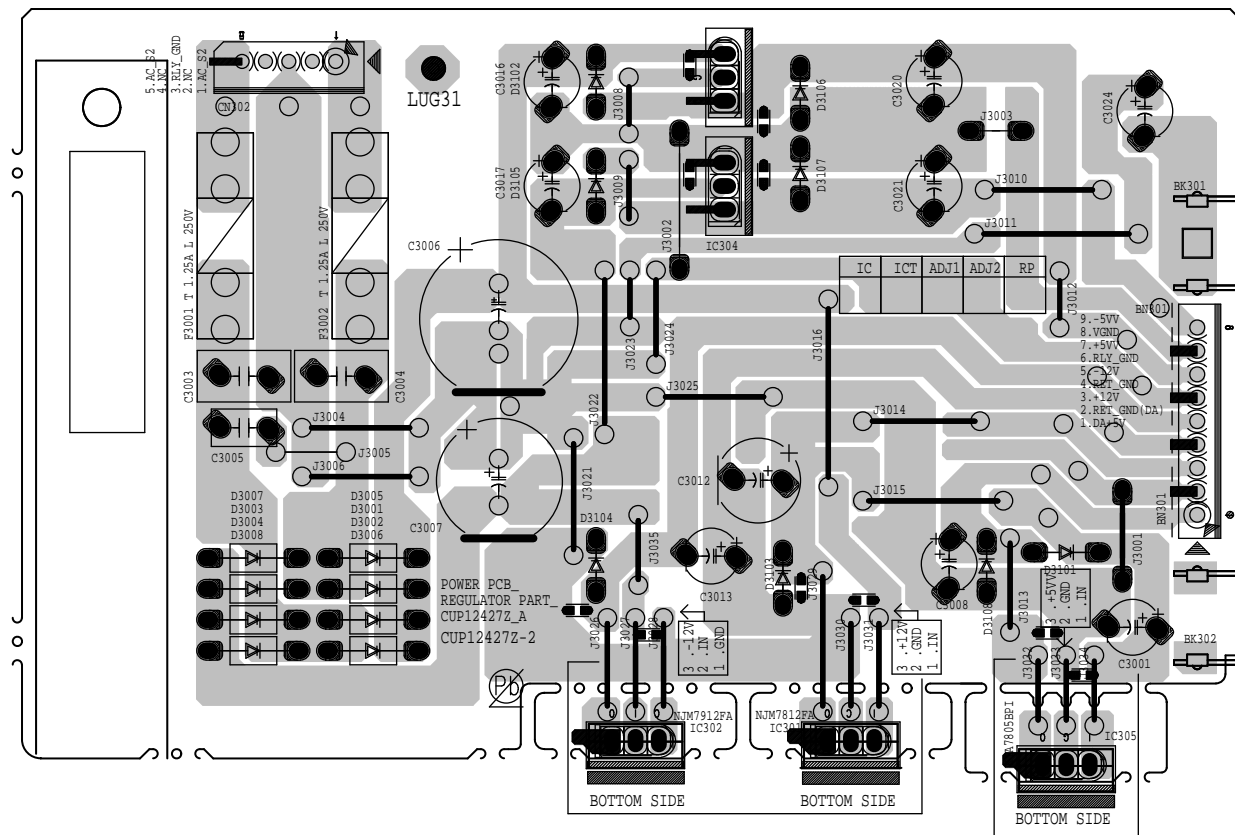 5.AC_S2
4.NC
3.RLY_GND
2.NC
1.AC_S2
CN302
LUG31
C3016
D3102
J3008
D3106
C3020
J3003
C3024
C3017
D3105
J3009
D3107
C3021
J3010
J3011
BK301
J3002
IC304
F3001 T 1.25A L 250V
F3002 T 1.25A L 250V
C3006
IC ICT ADJ1 ADJ2 RP
J3012
BN301
9.-5VV
8.VGND
7.+5VV
6.RLY_GND
5.-12V
4.RET_GND
3.+12V
2.RET_GND(DA)
1.DA+5V
J3016
J3023
J3024
J3022
J3025
C3003
C3004
C3005
J3004
J3005
J3006
J3014
J3015
J3021
C3012
C3007
BN301
J3001
D3007
D3003
D3004
D3008
D3005
D3001
D3002
D3006
D3104
J3035
C3013
D3103
J3029
C3008
D3108
J3013
D3101
POWER PCB_
REGULATOR PART_
CUP12427Z_A
CUP12427Z-2
Pb
J3026
J3027
J3028
3 .-12V
2 .IN
1 .GND
J3030
J3031
3 .+12V
2 .GND
1 .IN
3 .+5VV
2 .GND
1 .IN
J3032
J3033
J3034
C3001
BK302
NJM7912FA
IC302
NJM7812FA
IC305
BOTTOM SIDE
BOTTOM SIDE
BOTTOM SIDE